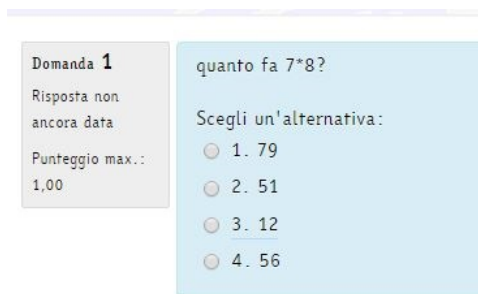 Domanda 1
Risposta non
ancora data
Punteggio max.:
1,00
quanto fa 7*8?
Scegli un'alternativa:
1. 79
2. 51
3. 12
4. 56